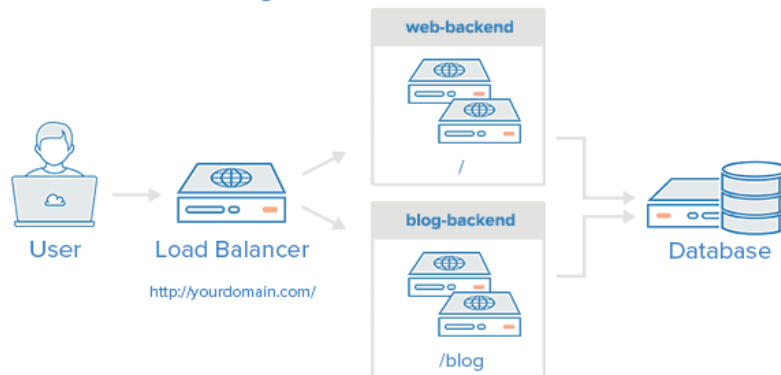 web-backend
/
User
Load Balancer
http://yourdomain.com/
blog-backend
/blog
Database